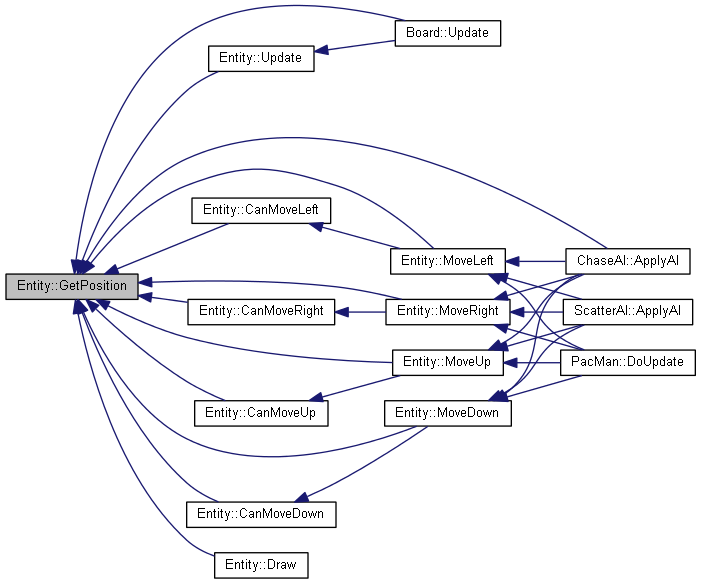 Board::Update
Entity::Update
Entity::CanMoveLeft
Entity::MoveLeft
ChaseAI::ApplyAI
Entity::GetPosition
Entity::CanMoveRight
Entity::MoveRight
ScatterAI::ApplyAI
Entity::MoveUp
PacMan::DoUpdate
Entity::CanMoveUp
Entity::MoveDown
Entity::CanMoveDown
Entity::Draw